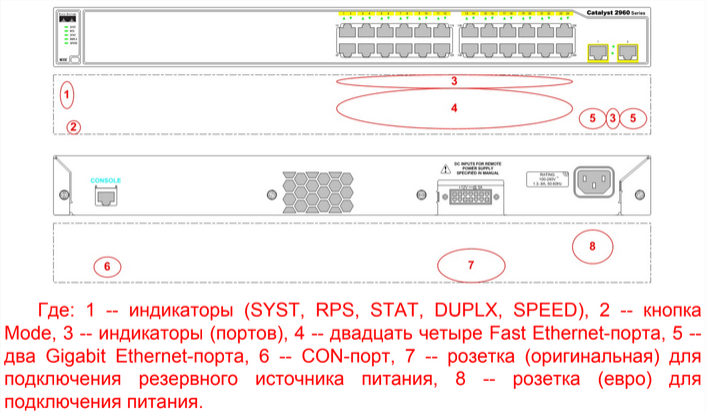 Catalyst 2960 Series
SYST
RPS
STAT
DUPLX
SPEED
MODE
1
2
3
4
5 3 5
CONSOLE
DC INPUTS FOR REMOTE
POWER SUPPLY
SPECIFIED IN MANUAL
RATING
100-240V~
6
7
8
Где: 1 -- индикаторы (SYST, RPS, STAT, DUPLX, SPEED), 2 -- кнопка
Mode, 3 -- индикаторы (портов), 4 -- двадцать четыре Fast Ethernet-порта, 5 --
два Gigabit Ethernet-порта, 6 -- CON-порт, 7 -- розетка (оригинальная) для
подключения резервного источника питания, 8 -- розетка (евро) для
подключения питания.